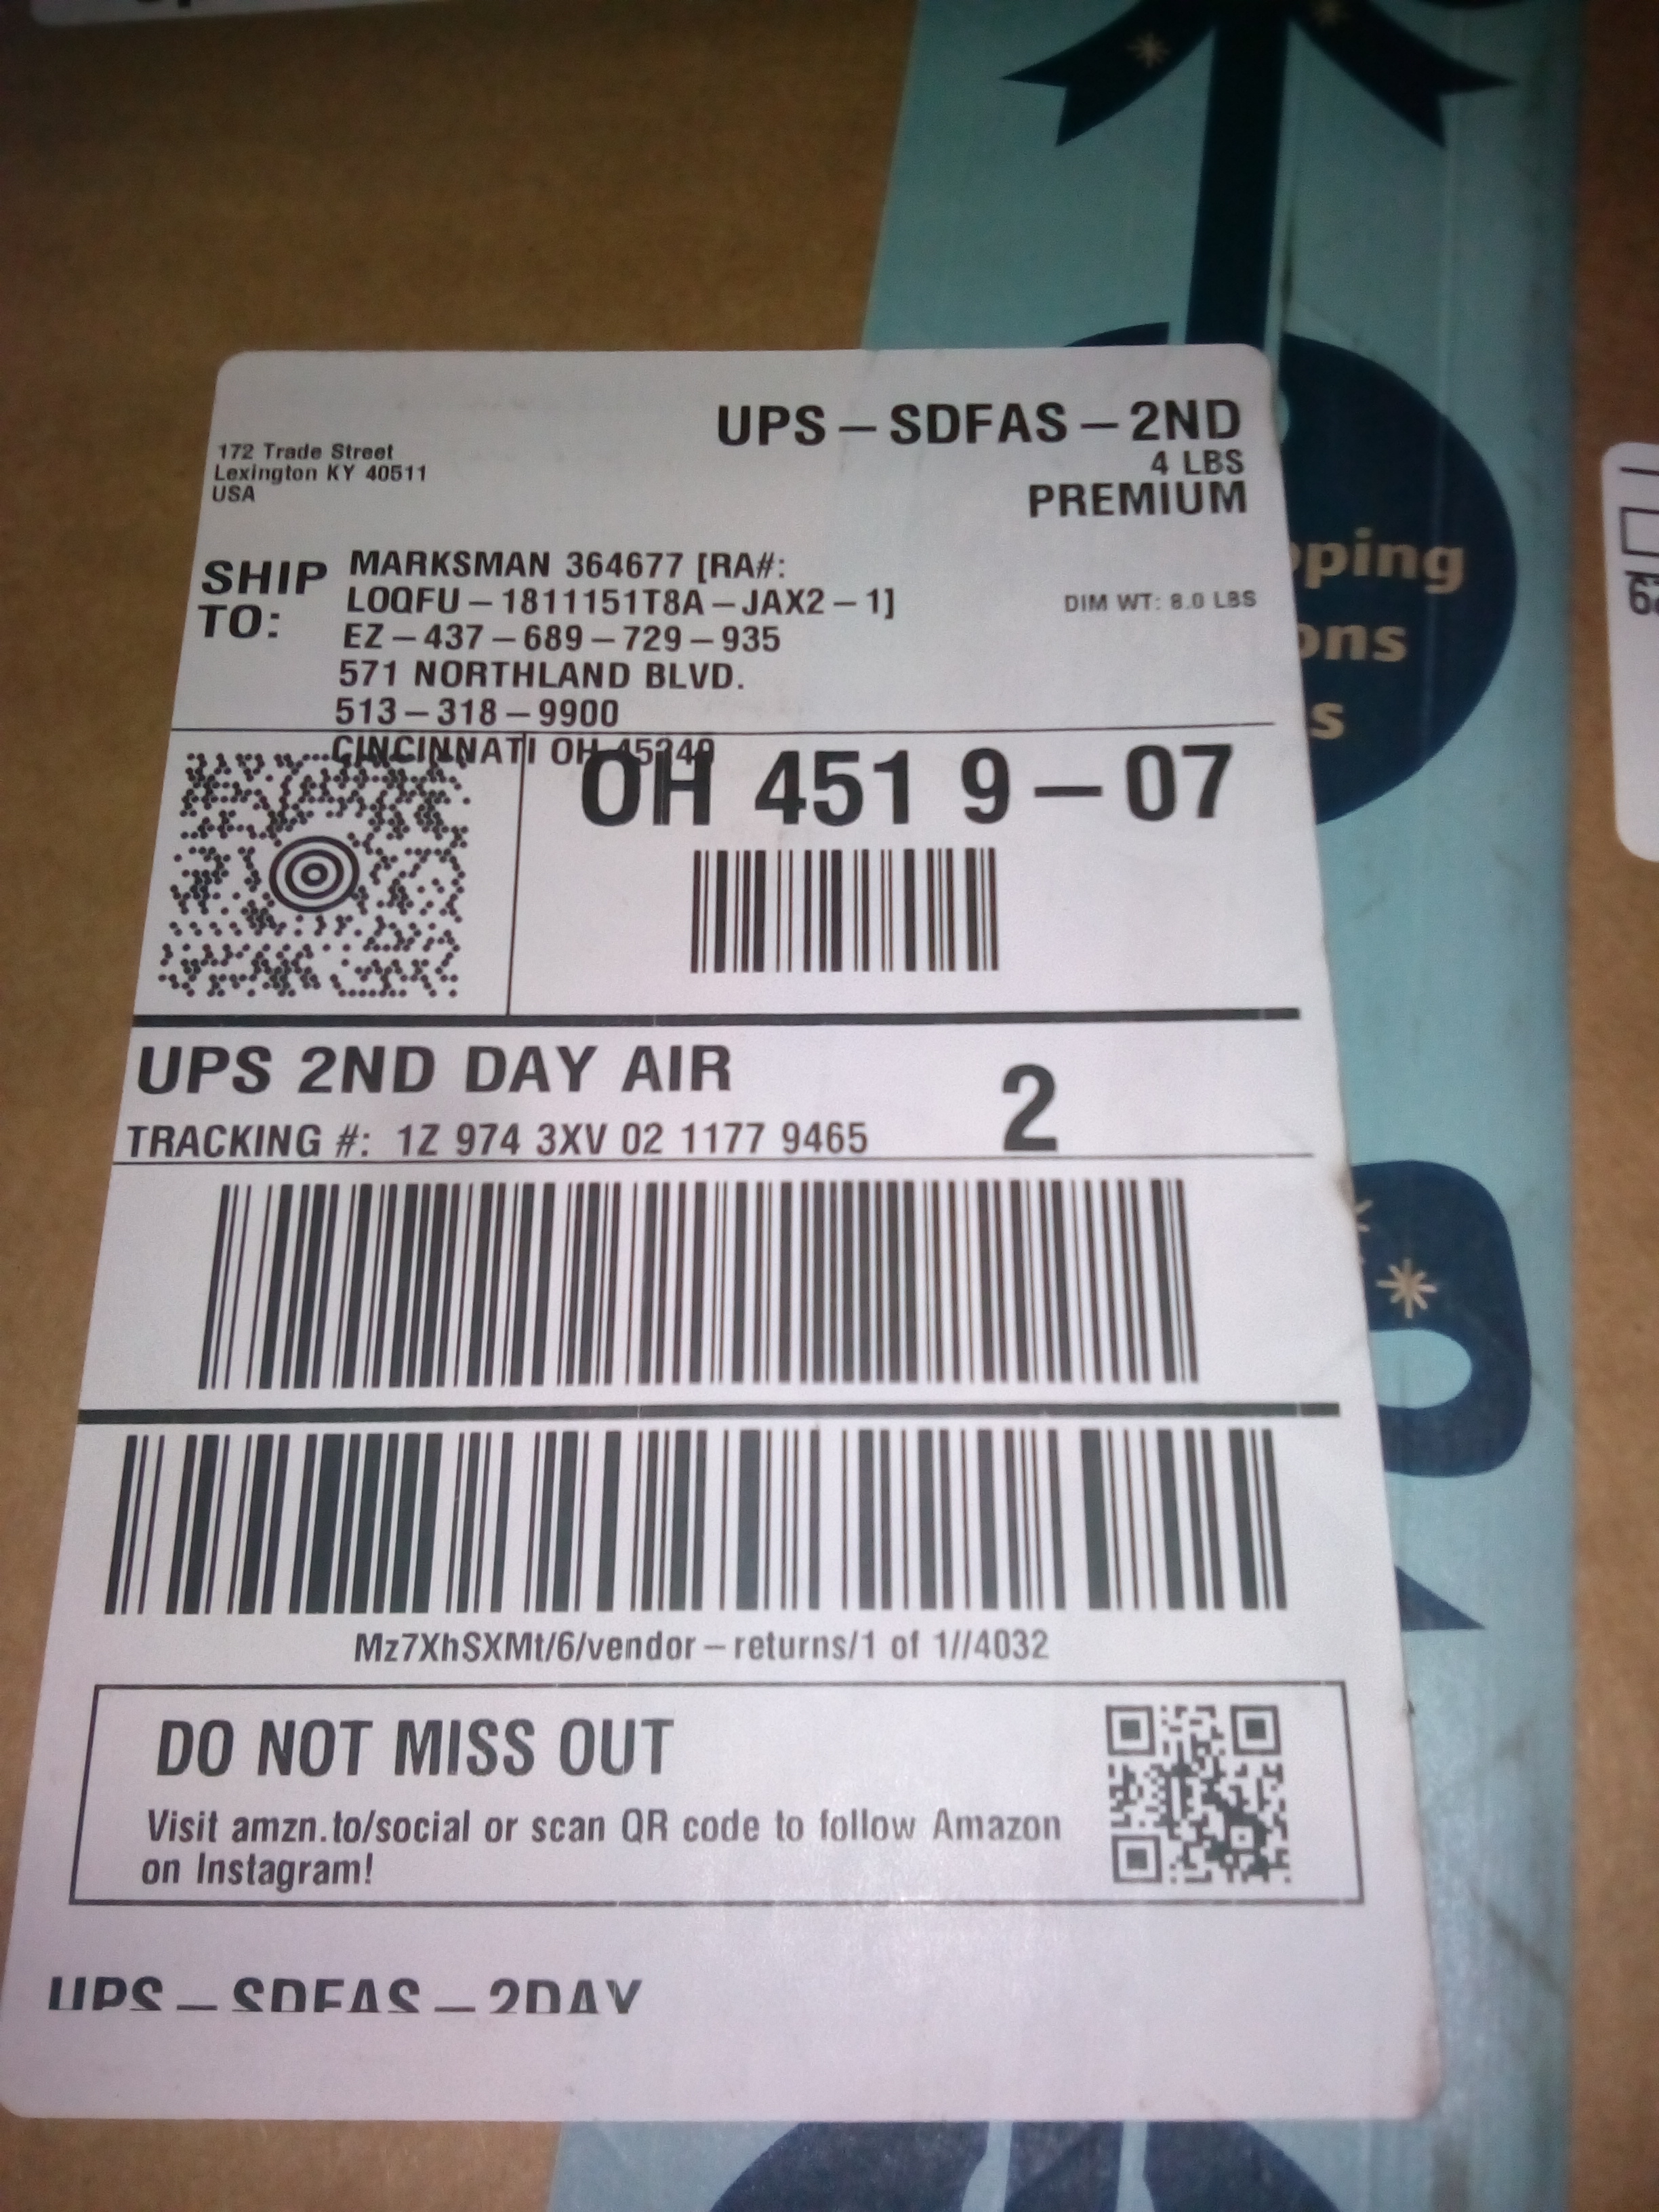 UPS – SDFAS – 2ND
4 LBS
PREMIUM
172 Trade Street
Lexington KY 40511
USA
SHIP
TO:
MARKSMAN 364677 [RA#:
LOQFU – 1811151T8A – JAX2 – 1]
EZ – 437 – 689 – 729 – 935
571 NORTHLAND BLVD.
513 – 318 – 9900
CINCINNATI OH 45240
DIM WT: 8.0 LBS
OH 451 9 – 07
UPS 2ND DAY AIR
2
TRACKING #: 1Z 974 3XV 02 1177 9465
Mz7XhSXMt/6/vendor – returns/1 of 1//4032
DO NOT MISS OUT
Visit amzn.to/social or scan QR code to follow Amazon
on Instagram!
UPS – SDFAS – 2DAY
pping
ons
s